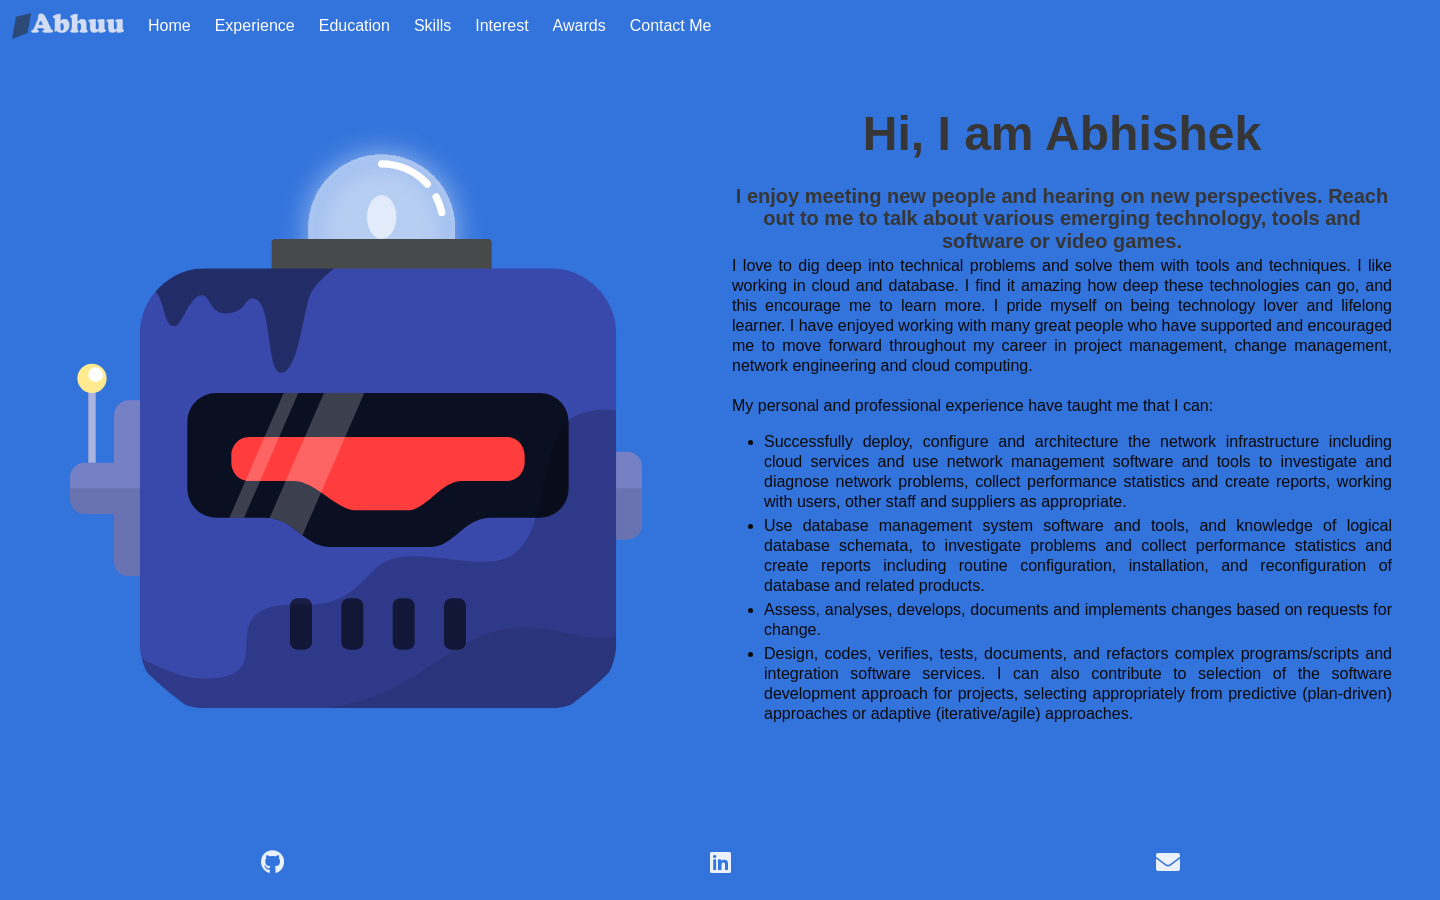 Abhuu Home Experience Education Skills Interest Awards Contact Me
Hi, I am Abhishek
I enjoy meeting new people and hearing on new perspectives. Reach
out to me to talk about various emerging technology, tools and
software or video games.
I love to dig deep into technical problems and solve them with tools and techniques. I like
working in cloud and database. I find it amazing how deep these technologies can go, and
this encourage me to learn more. I pride myself on being technology lover and lifelong
learner. I have enjoyed working with many great people who have supported and encouraged
me to move forward throughout my career in project management, change management,
network engineering and cloud computing.
My personal and professional experience have taught me that I can:
• Successfully deploy, configure and architecture the network infrastructure including
cloud services and use network management software and tools to investigate and
diagnose network problems, collect performance statistics and create reports, working
with users, other staff and suppliers as appropriate.
• Use database management system software and tools, and knowledge of logical
database schemata, to investigate problems and collect performance statistics and
create reports including routine configuration, installation, and reconfiguration of
database and related products.
• Assess, analyses, develops, documents and implements changes based on requests for
change.
• Design, codes, verifies, tests, documents, and refactors complex programs/scripts and
integration software services. I can also contribute to selection of the software
development approach for projects, selecting appropriately from predictive (plan-driven)
approaches or adaptive (iterative/agile) approaches.
in